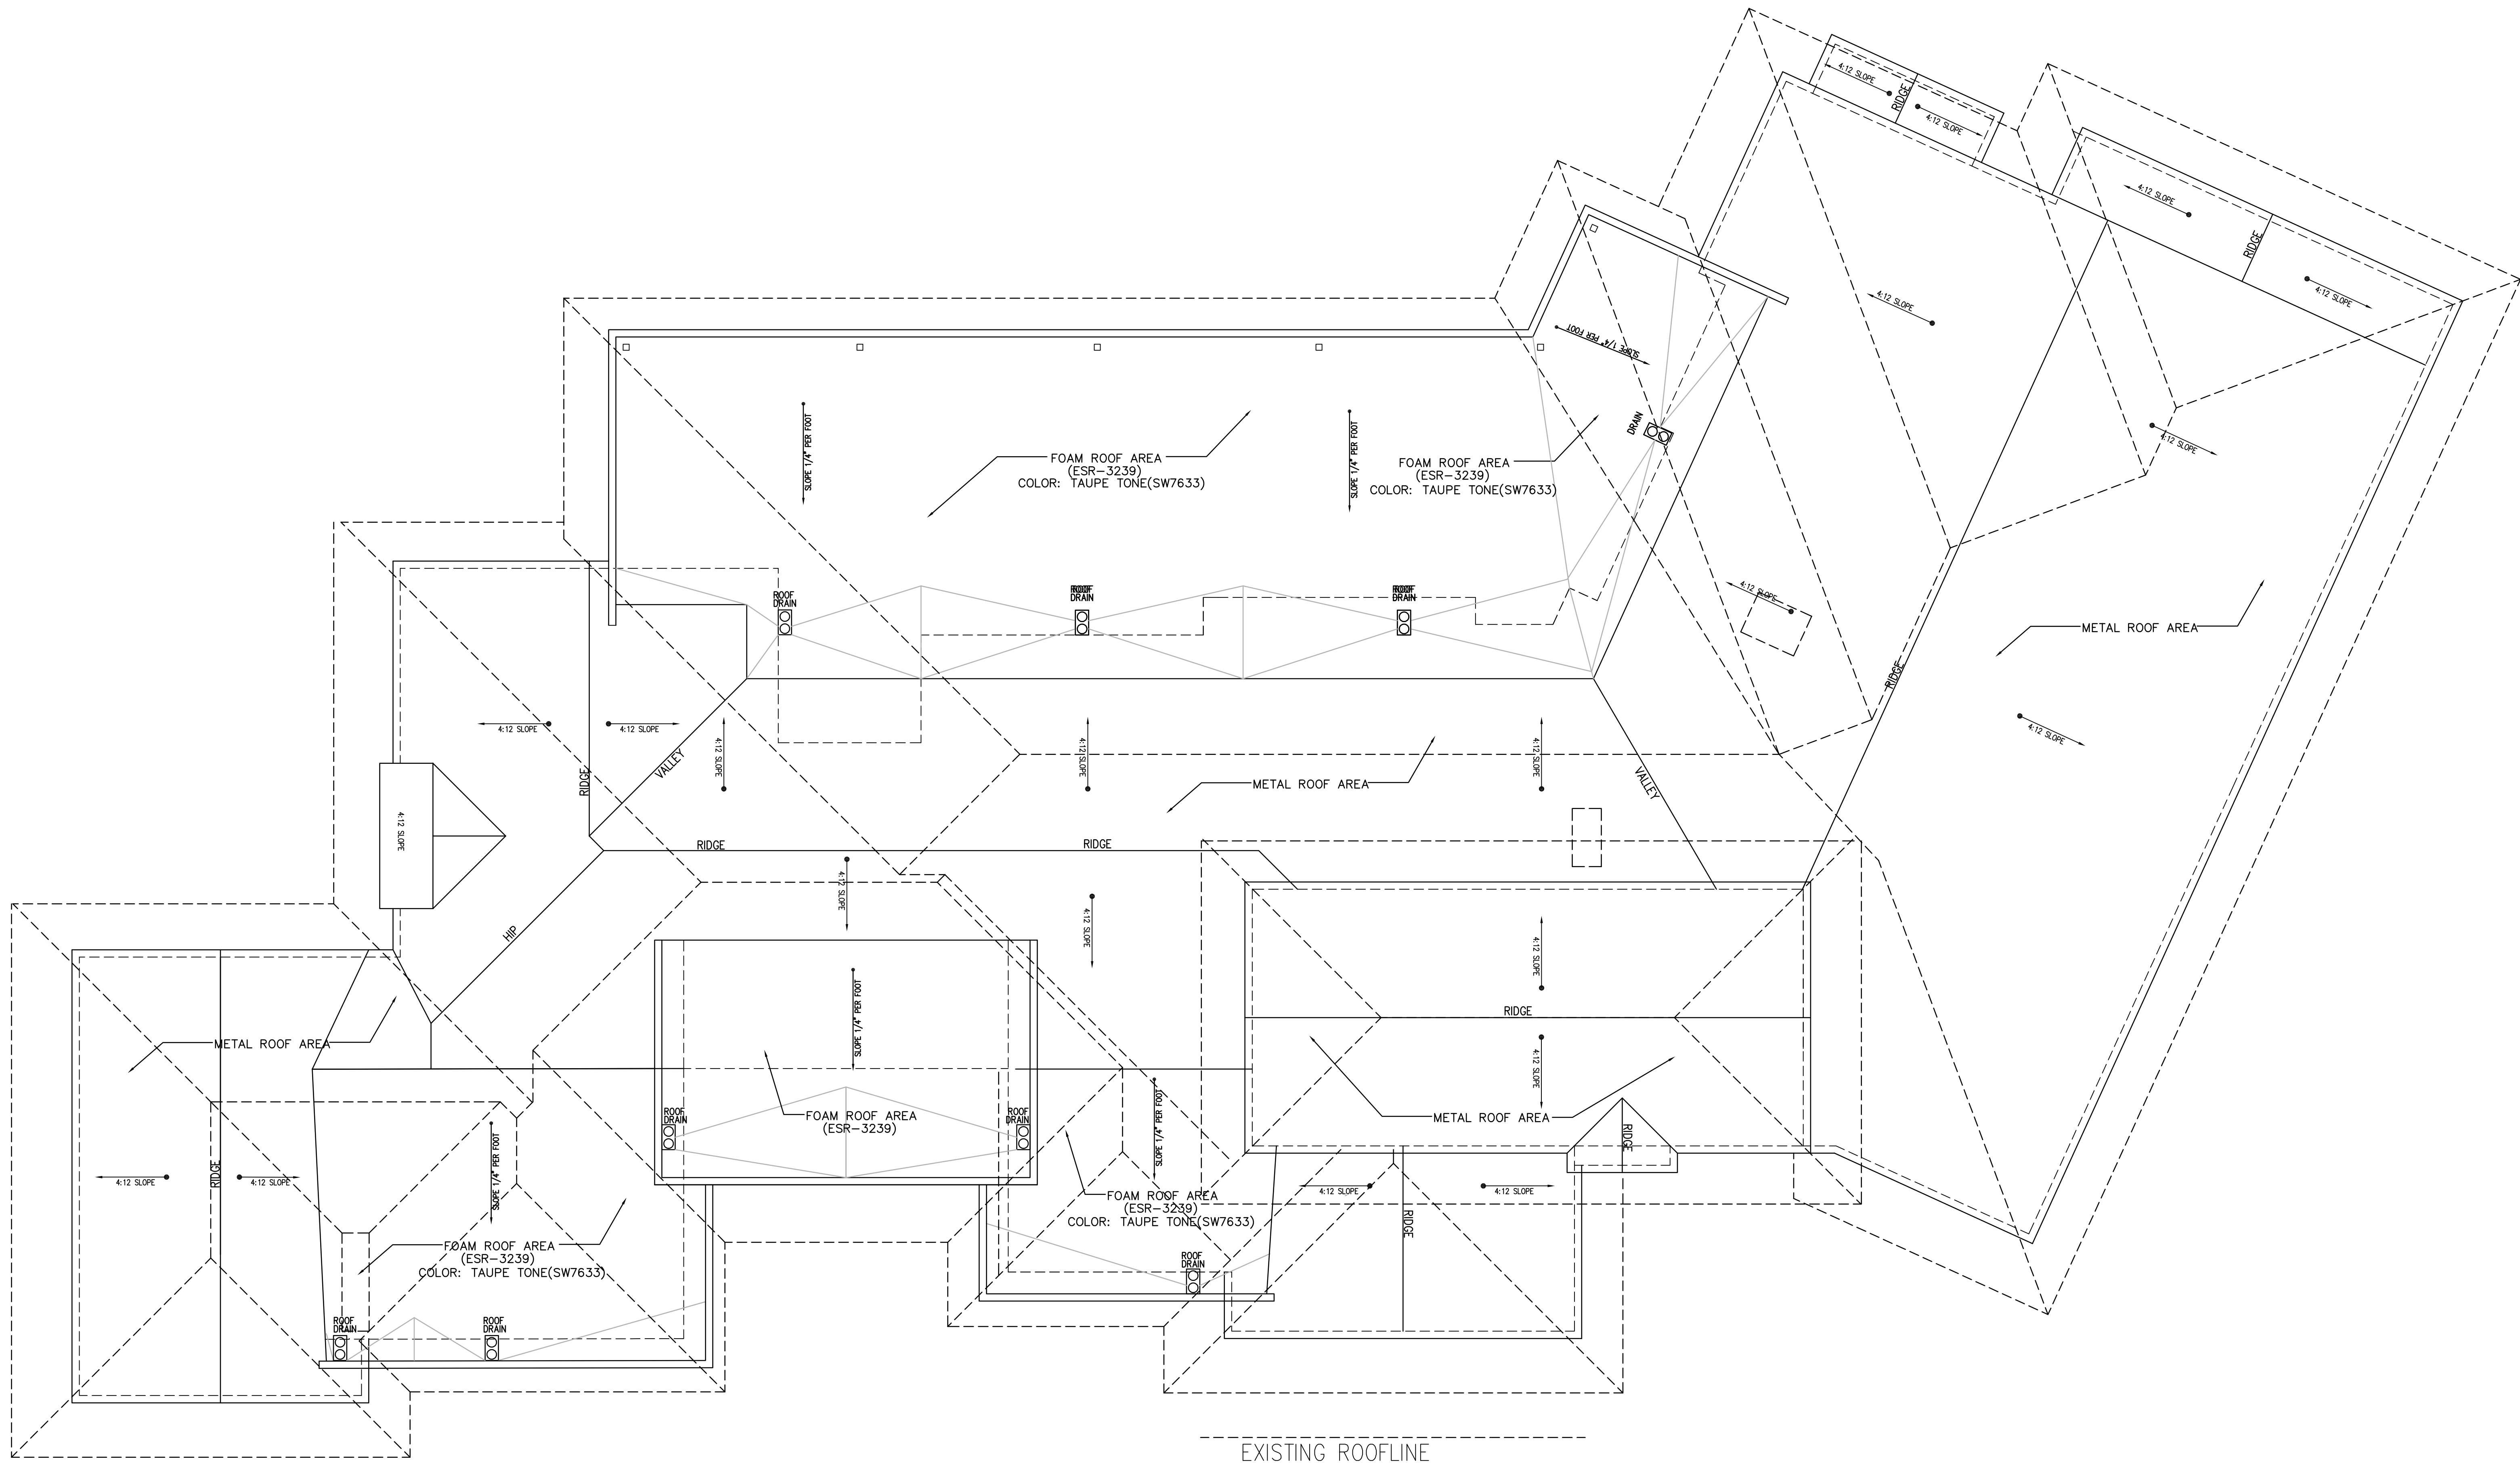 4:12 SLOPE
RIDGE
4:12 SLOPE
4:12 SLOPE
RIDGE
4:12 SLOPE
4:12 SLOPE
SLOPE 1/4" PER FOOT
SLOPE 1/4" PER FOOT
FOAM ROOF AREA
(ESR-3239)
COLOR: TAUPE TONE(SW7633)
SLOPE 1/4" PER FOOT
FOAM ROOF AREA
(ESR-3239)
COLOR: TAUPE TONE(SW7633)
DRAIN
4:12 SLOPE
ROOF
DRAIN
ROOF
DRAIN
ROOF
DRAIN
4:12 SLOPE
METAL ROOF AREA
RIDGE
4:12 SLOPE
4:12 SLOPE
4:12 SLOPE
RIDGE
VALLEY
4:12 SLOPE
4:12 SLOPE
4:12 SLOPE
METAL ROOF AREA
VALLEY
4:12 SLOPE
RIDGE
RIDGE
4:12 SLOPE
4:12 SLOPE
HIP
4:12 SLOPE
RIDGE
METAL ROOF AREA
SLOPE 1/4" PER FOOT
4:12 SLOPE
ROOF
DRAIN
FOAM ROOF AREA
(ESR-3239)
ROOF
DRAIN
METAL ROOF AREA
RIDGE
4:12 SLOPE
RIDGE
4:12 SLOPE
SLOPE 1/4" PER FOOT
SLOPE 1/4" PER FOOT
4:12 SLOPE
4:12 SLOPE
RIDGE
FOAM ROOF AREA
(ESR-3239)
COLOR: TAUPE TONE(SW7633)
FOAM ROOF AREA
(ESR-3239)
COLOR: TAUPE TONE(SW7633)
ROOF
DRAIN
ROOF
DRAIN
ROOF
DRAIN
EXISTING ROOFLINE